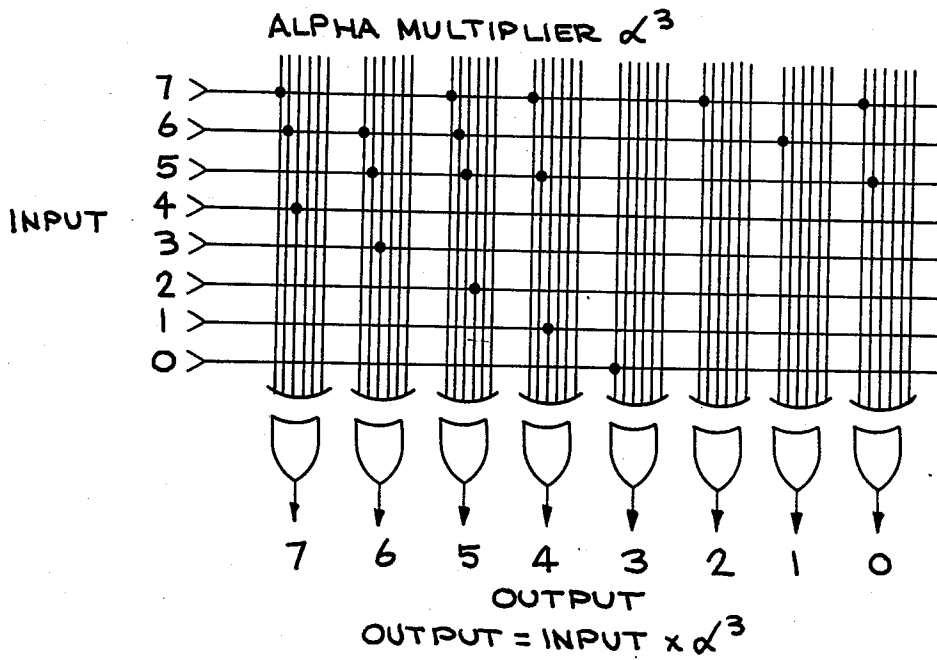 ALPHA MULTIPLIER α³
7
6
5
4
INPUT
3
2
1
0
7 6 5 4 3 2 1 0
OUTPUT
OUTPUT = INPUT x α³